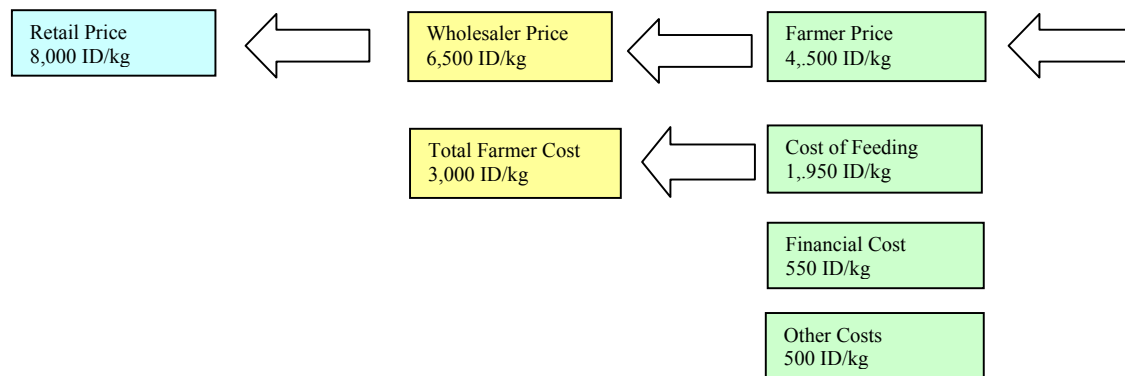 Retail Price
8,000 ID/kg
Wholesaler Price
6,500 ID/kg
Farmer Price
4,.500 ID/kg
Total Farmer Cost
3,000 ID/kg
Cost of Feeding
1,.950 ID/kg
Financial Cost
550 ID/kg
Other Costs
500 ID/kg